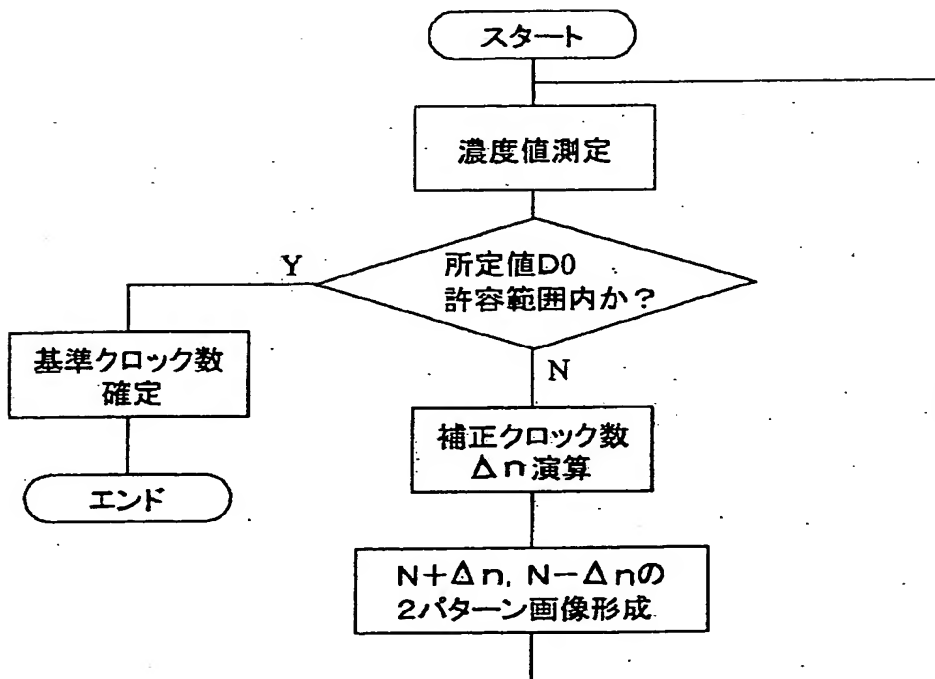 スタート
濃度値測定
所定値D0
許容範囲内か?
Y
N
基準クロック数
確定
エンド
補正クロック数
Δn演算
N+Δn, N−Δnの
2パターン画像形成